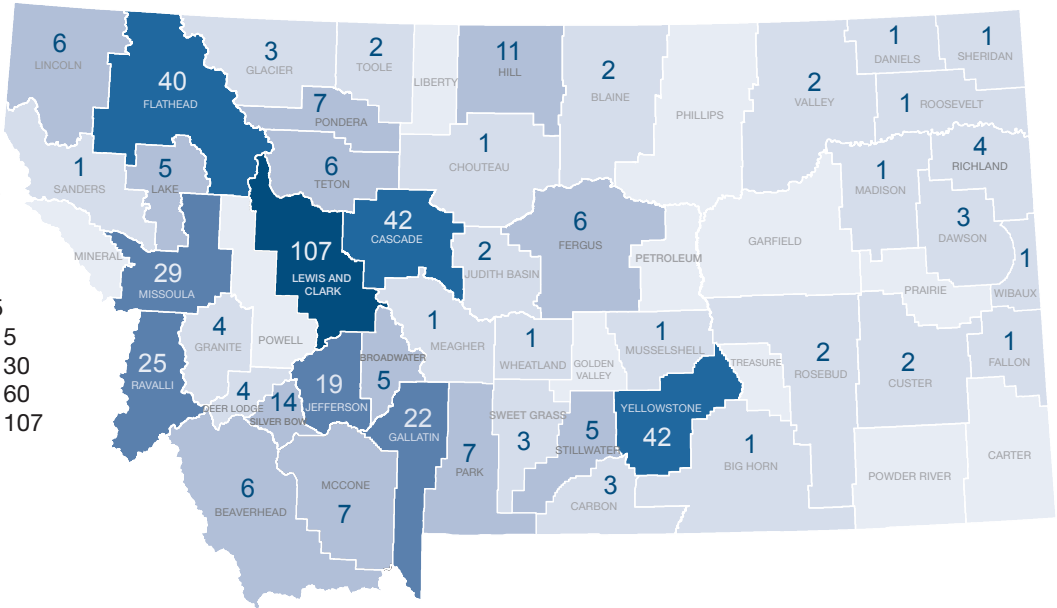 6
LINCOLN
40
FLATHEAD
3
GLACIER
2
TOOLE
LIBERTY
11
HILL
2
BLAINE
PHILLIPS
2
VALLEY
1
DANIELS
1
SHERIDAN
1 ROOSEVELT
7
PONDERA
1
CHOUTEAU
4
RICHLAND
1
SANDERS
5
LAKE
6
TETON
1
MADISON
3
DAWSON
107
LEWIS AND
CLARK
42
CASCADE
2
JUDITH BASIN
6
FERGUS
PETROLEUM
GARFIELD
1
WIBAUX
MINERAL
29
MISSOULA
PRAIRIE
5
5
30
60
107
4
GRANITE
POWELL
1
MEAGHER
1
WHEATLAND
GOLDEN
VALLEY
1
MUSSELSHELL
TREASURE
2
ROSEBUD
2
CUSTER
1
FALLON
25
RAVALLI
4
DEER LODGE
14
SILVER BOW
19
JEFFERSON
BROADWATER
5
22
GALLATIN
7
PARK
SWEET GRASS
3
5
STILLWATER
YELLOWSTONE
42
1
BIG HORN
POWDER RIVER
CARTER
6
BEAVERHEAD
MCCONE
7
3
CARBON